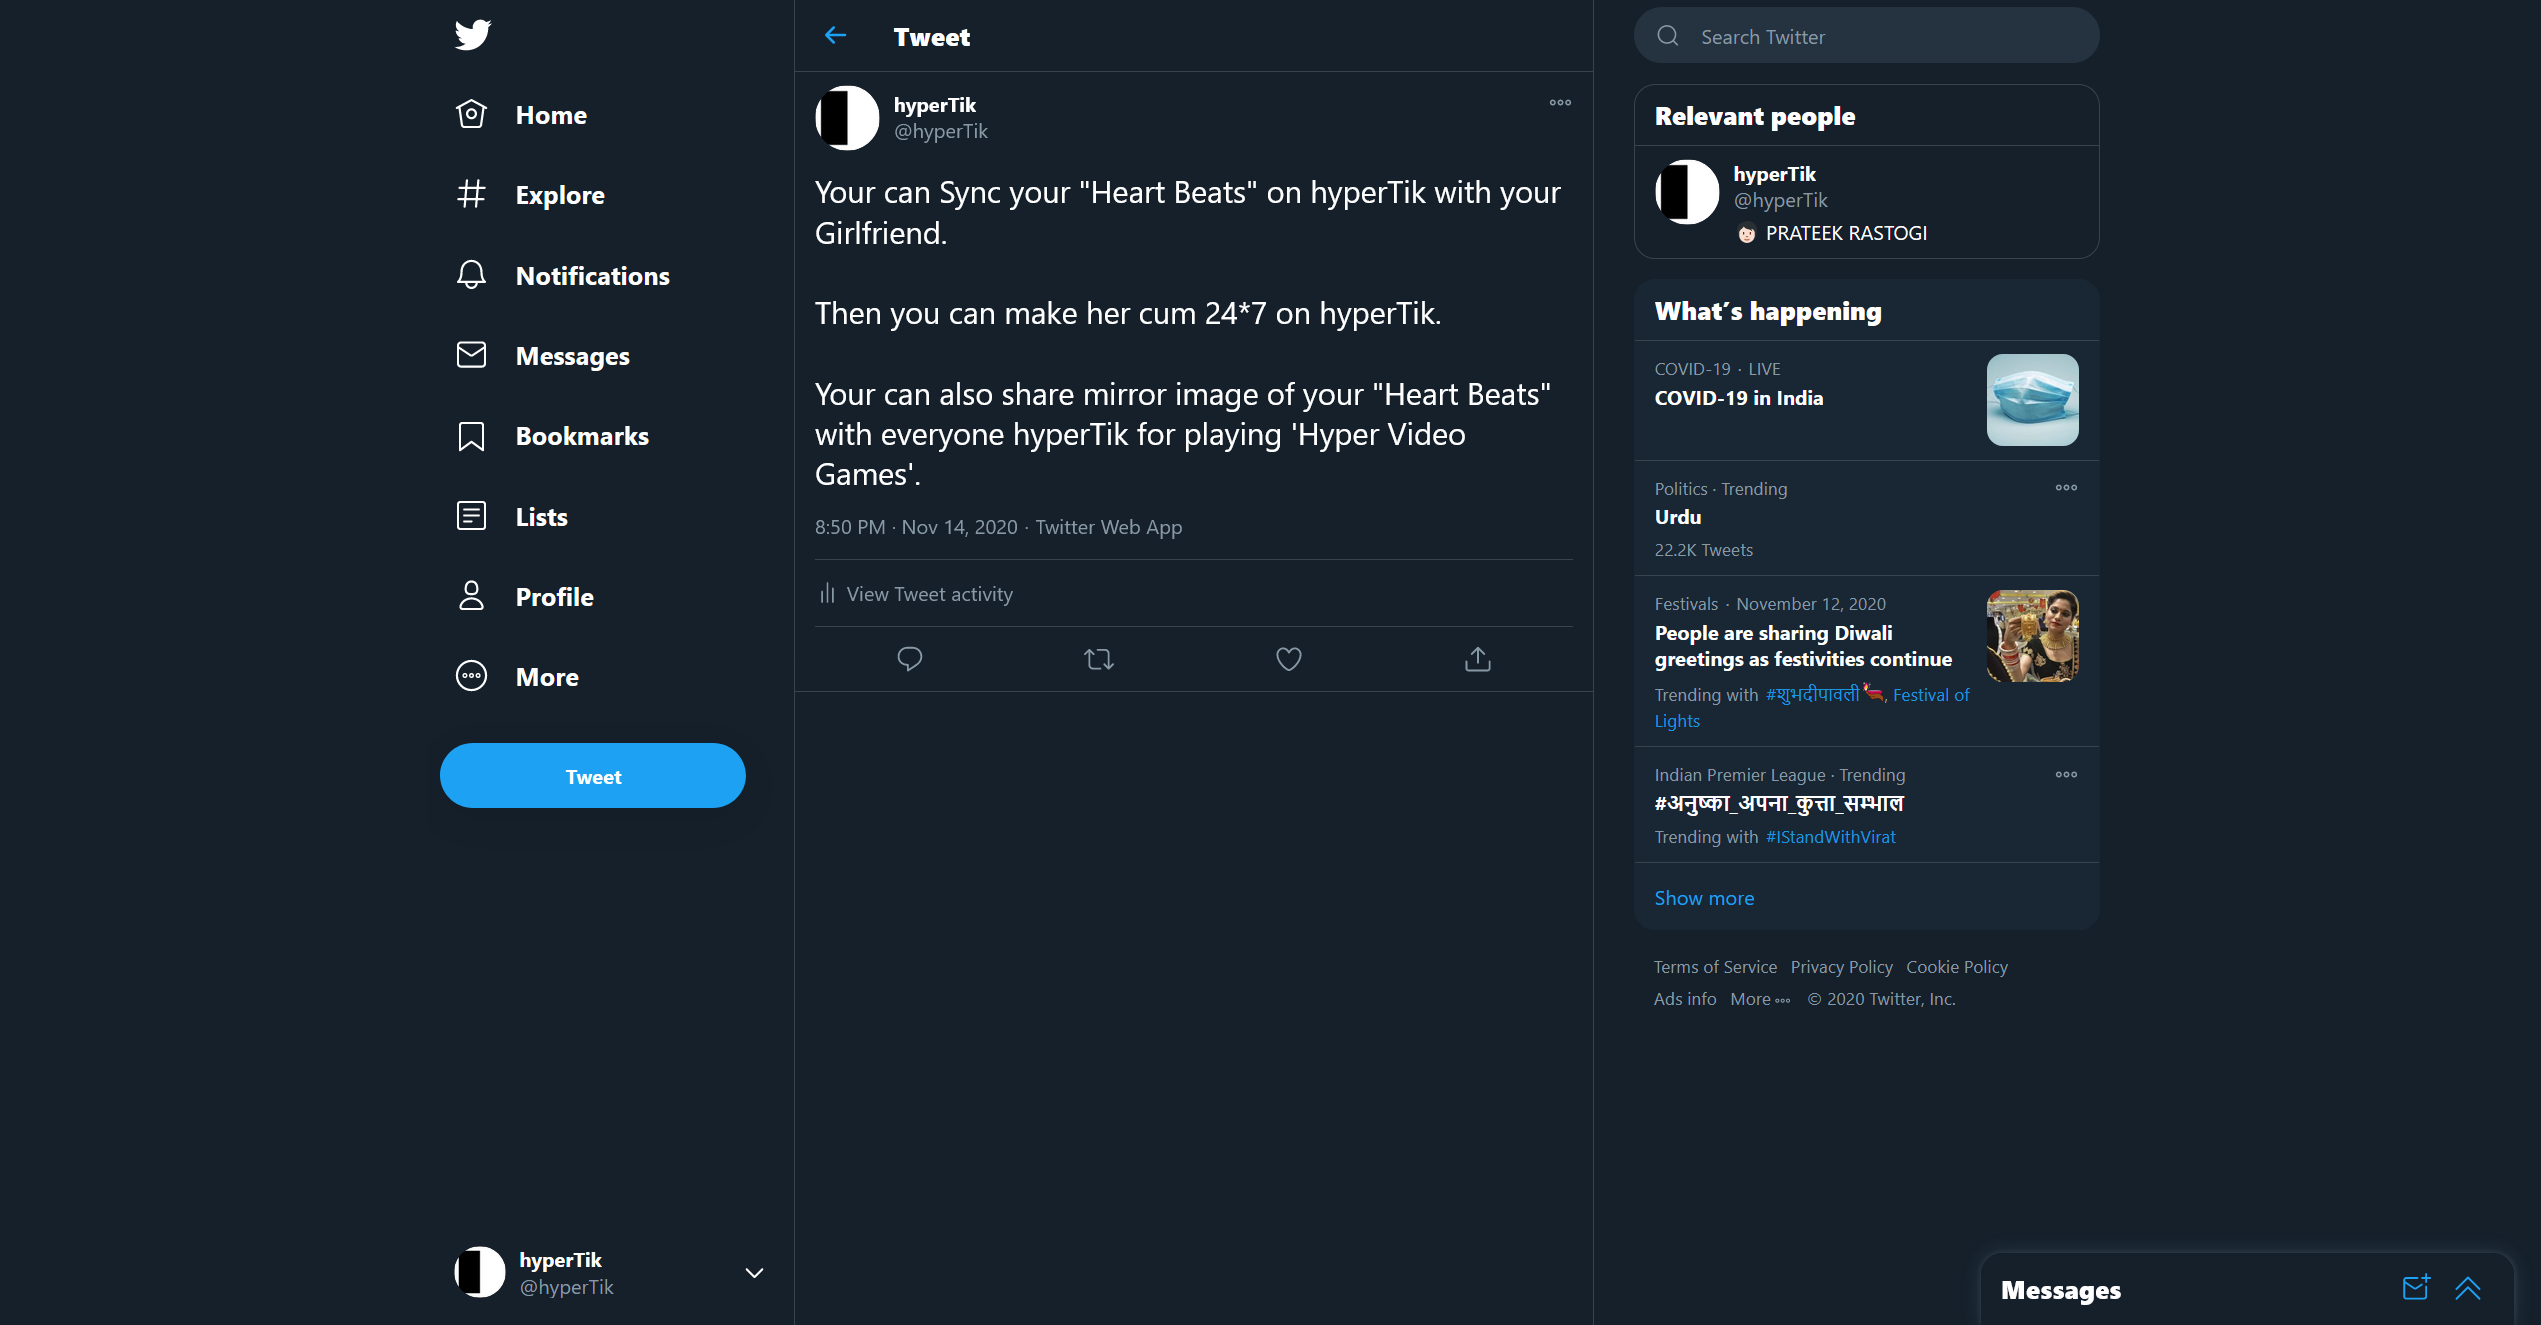 Home
Explore
Notifications
Messages
Bookmarks
Lists
Profile
More
Tweet
hyperTik
@hyperTik
Tweet
hyperTik
@hyperTik
Your can Sync your "Heart Beats" on hyperTik with your
Girlfriend.
Then you can make her cum 24*7 on hyperTik.
Your can also share mirror image of your "Heart Beats"
with everyone hyperTik for playing 'Hyper Video
Games'.
8:50 PM · Nov 14, 2020 · Twitter Web App
View Tweet activity
Search Twitter
Relevant people
hyperTik
@hyperTik
PRATEEK RASTOGI
What's happening
COVID-19 · LIVE
COVID-19 in India
Politics · Trending
Urdu
22.2K Tweets
Festivals · November 12, 2020
People are sharing Diwali
greetings as festivities continue
Trending with #शुभदीपावली, Festival of
Lights
Indian Premier League · Trending
#अनुष्का_अपना_कुत्ता_सम्भाल
Trending with #IStandWithVirat
Show more
Terms of Service Privacy Policy Cookie Policy
Ads info More © 2020 Twitter, Inc.
Messages